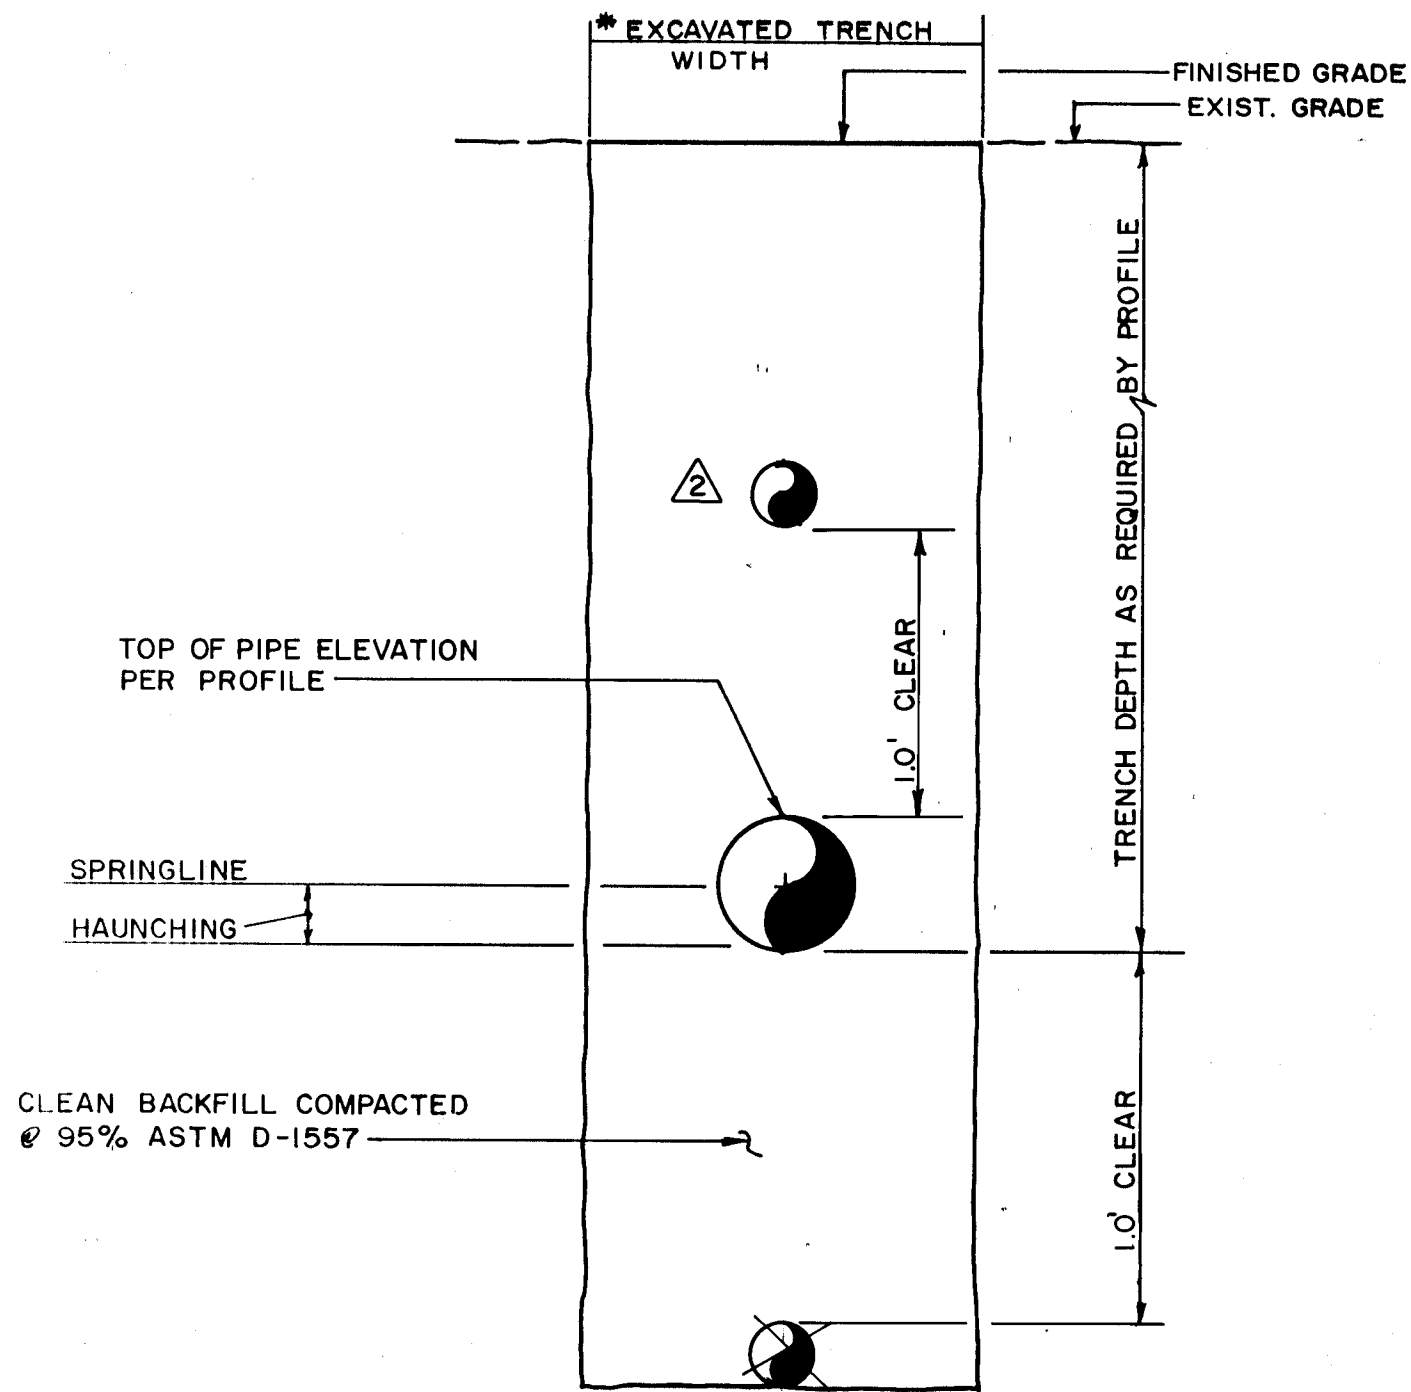 * EXCAVATED TRENCH
WIDTH
FINISHED GRADE
EXIST. GRADE
TRENCH DEPTH AS REQUIRED BY PROFILE
2
1.0' CLEAR
TOP OF PIPE ELEVATION
PER PROFILE
SPRINGLINE
HAUNCHING
CLEAN BACKFILL COMPACTED
@ 95% ASTM D-1557
1.0' CLEAR